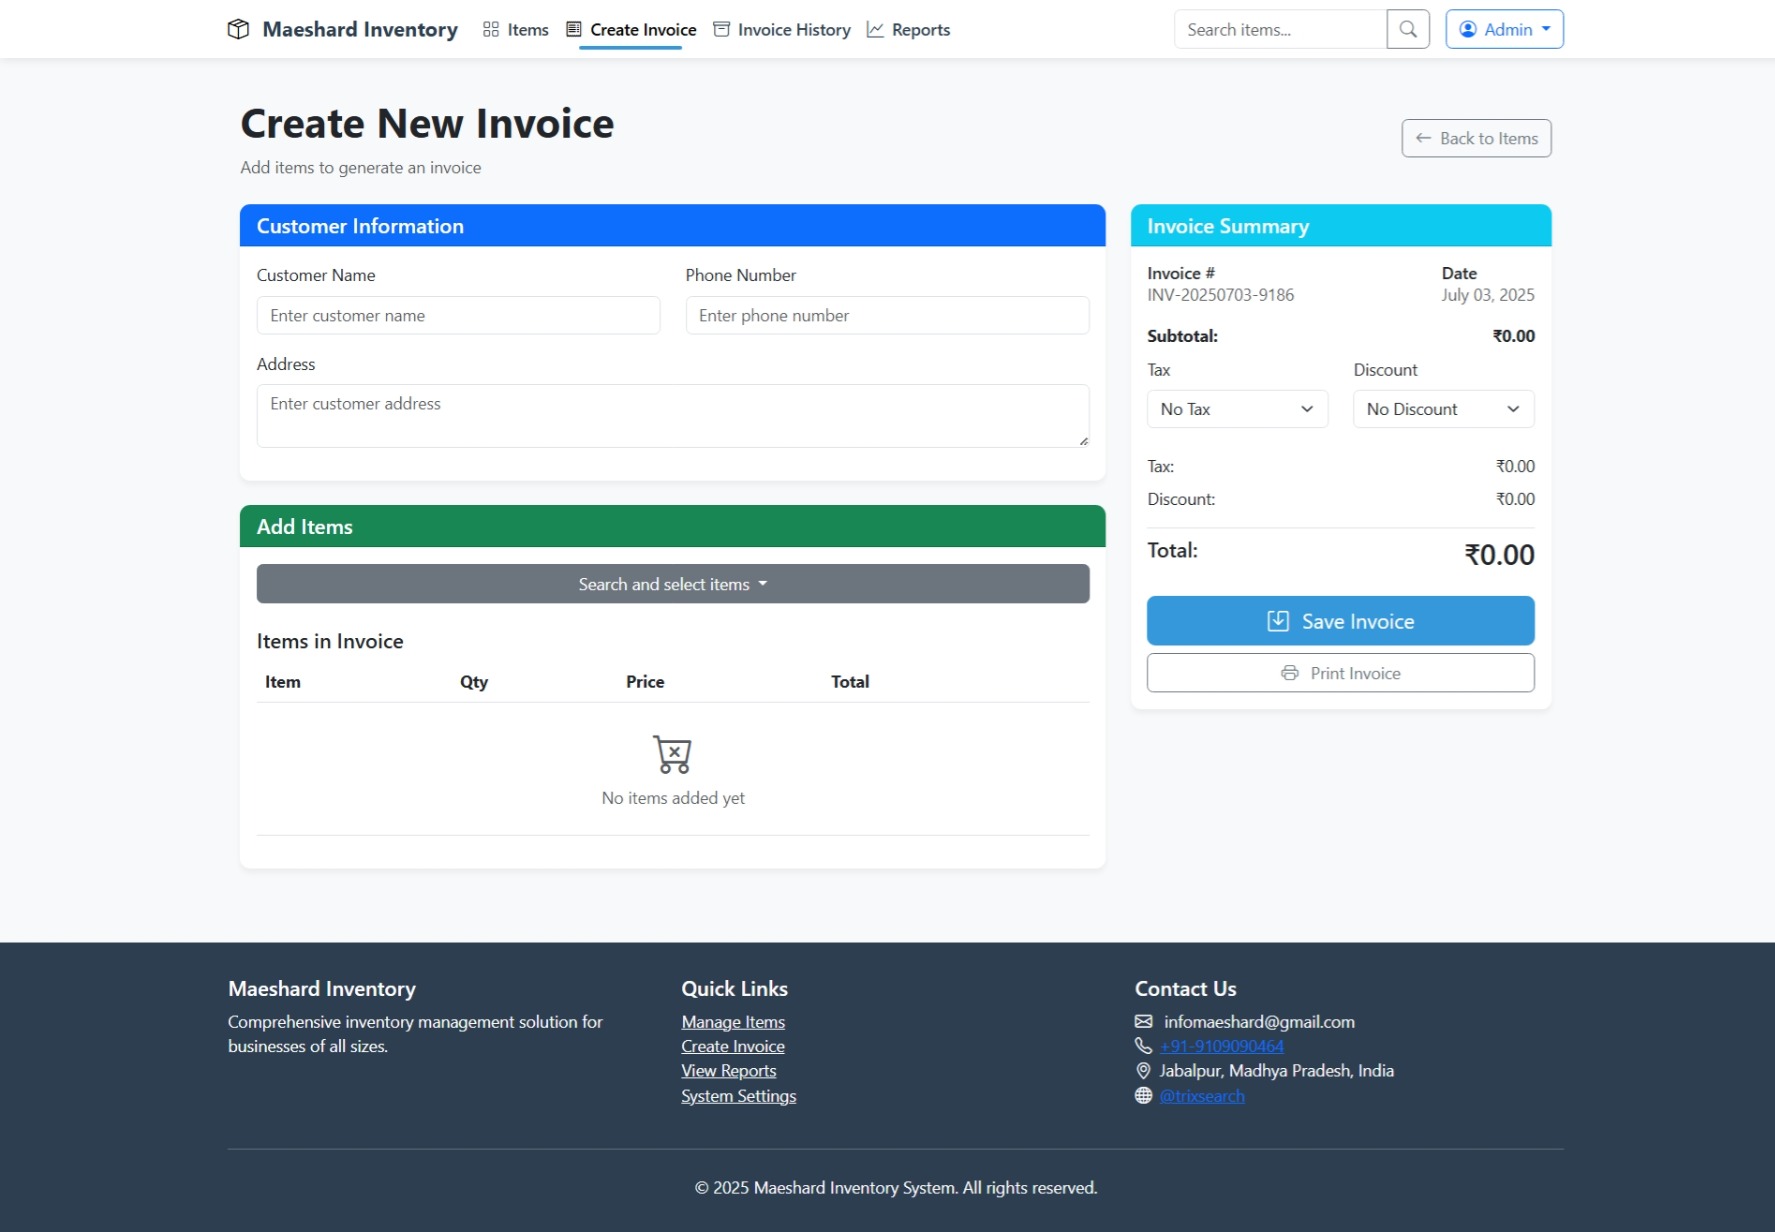 Maeshard Inventory Items Create Invoice Invoice History Reports Search items... Admin
Create New Invoice
Add items to generate an invoice
Back to Items
Customer Information
Customer Name Phone Number
Enter customer name Enter phone number
Address
Enter customer address
Add Items
Search and select items
Items in Invoice
Item Qty Price Total
No items added yet
Invoice Summary
Invoice # Date
INV-20250703-9186 July 03, 2025
Subtotal: ₹0.00
Tax Discount
No Tax No Discount
Tax: ₹0.00
Discount: ₹0.00
Total: ₹0.00
Save Invoice
Print Invoice
Maeshard Inventory
Comprehensive inventory management solution for
businesses of all sizes.
Quick Links
Manage Items
Create Invoice
View Reports
System Settings
Contact Us
infomaeshard@gmail.com
+91-9109090464
Jabalpur, Madhya Pradesh, India
@trixsearch
© 2025 Maeshard Inventory System. All rights reserved.